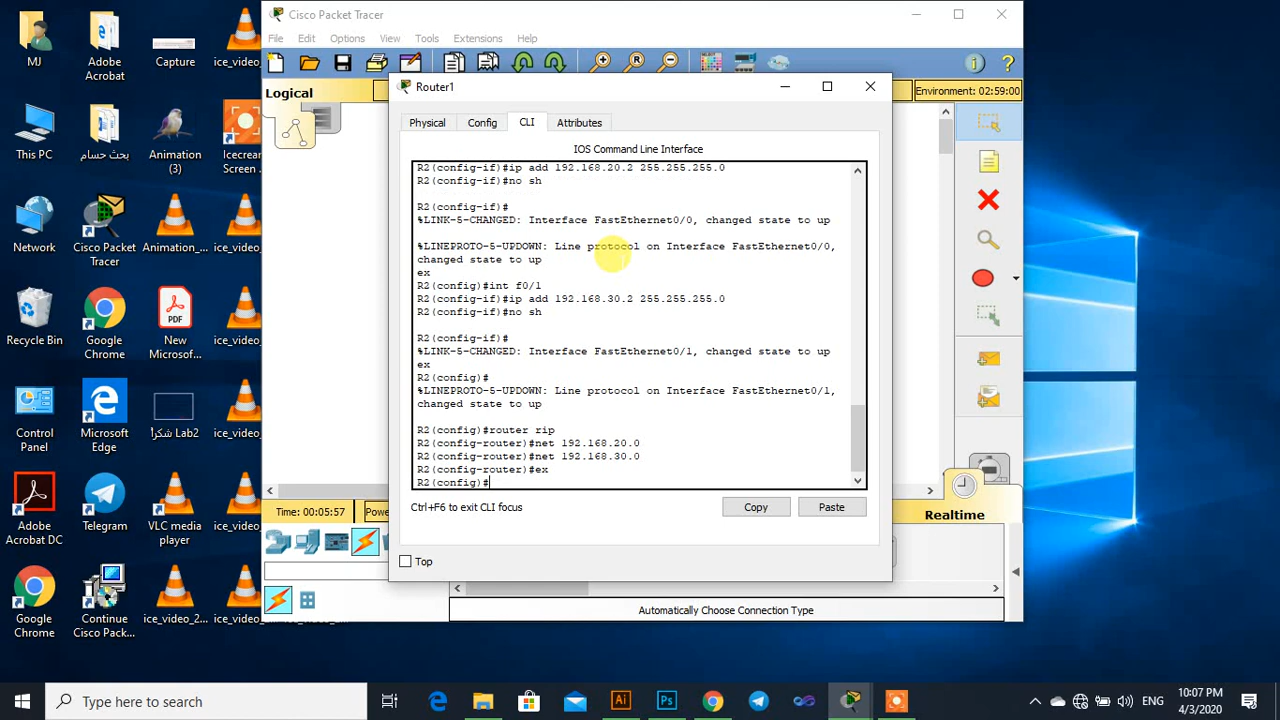 MJ
Adobe
Acrobat
Capture
ice_video_...
This PC
بحث حسام
Animation
(3)
Icecream
Screen ...
Network
Cisco Packet
Tracer
Animation_...
ice_video_...
Recycle Bin
Google
Chrome
New
Microsof...
ice_video_...
Control
Panel
Microsoft
Edge
Lab2 شكرا
ice_video_...
Adobe
Acrobat DC
Telegram
VLC media
player
ice_video_...
Google
Chrome
Continue
Cisco Pack...
ice_video_2...
Cisco Packet Tracer
File Edit Options View Tools Extensions Help
Logical
Environment: 02:59:00
Router1
Physical Config CLI Attributes
IOS Command Line Interface
R2(config-if)#ip add 192.168.20.2 255.255.255.0
R2(config-if)#no sh
R2(config-if)#
%LINK-5-CHANGED: Interface FastEthernet0/0, changed state to up
%LINEPROTO-5-UPDOWN: Line protocol on Interface FastEthernet0/0,
changed state to up
ex
R2(config)#int f0/1
R2(config-if)#ip add 192.168.30.2 255.255.255.0
R2(config-if)#no sh
R2(config-if)#
%LINK-5-CHANGED: Interface FastEthernet0/1, changed state to up
ex
R2(config)#
%LINEPROTO-5-UPDOWN: Line protocol on Interface FastEthernet0/1,
changed state to up
R2(config)#router rip
R2(config-router)#net 192.168.20.0
R2(config-router)#net 192.168.30.0
R2(config-router)#ex
R2(config)#
Ctrl+F6 to exit CLI focus
Copy
Paste
Top
Time: 00:05:57
Realtime
Automatically Choose Connection Type
Type here to search
ENG
10:07 PM
4/3/2020